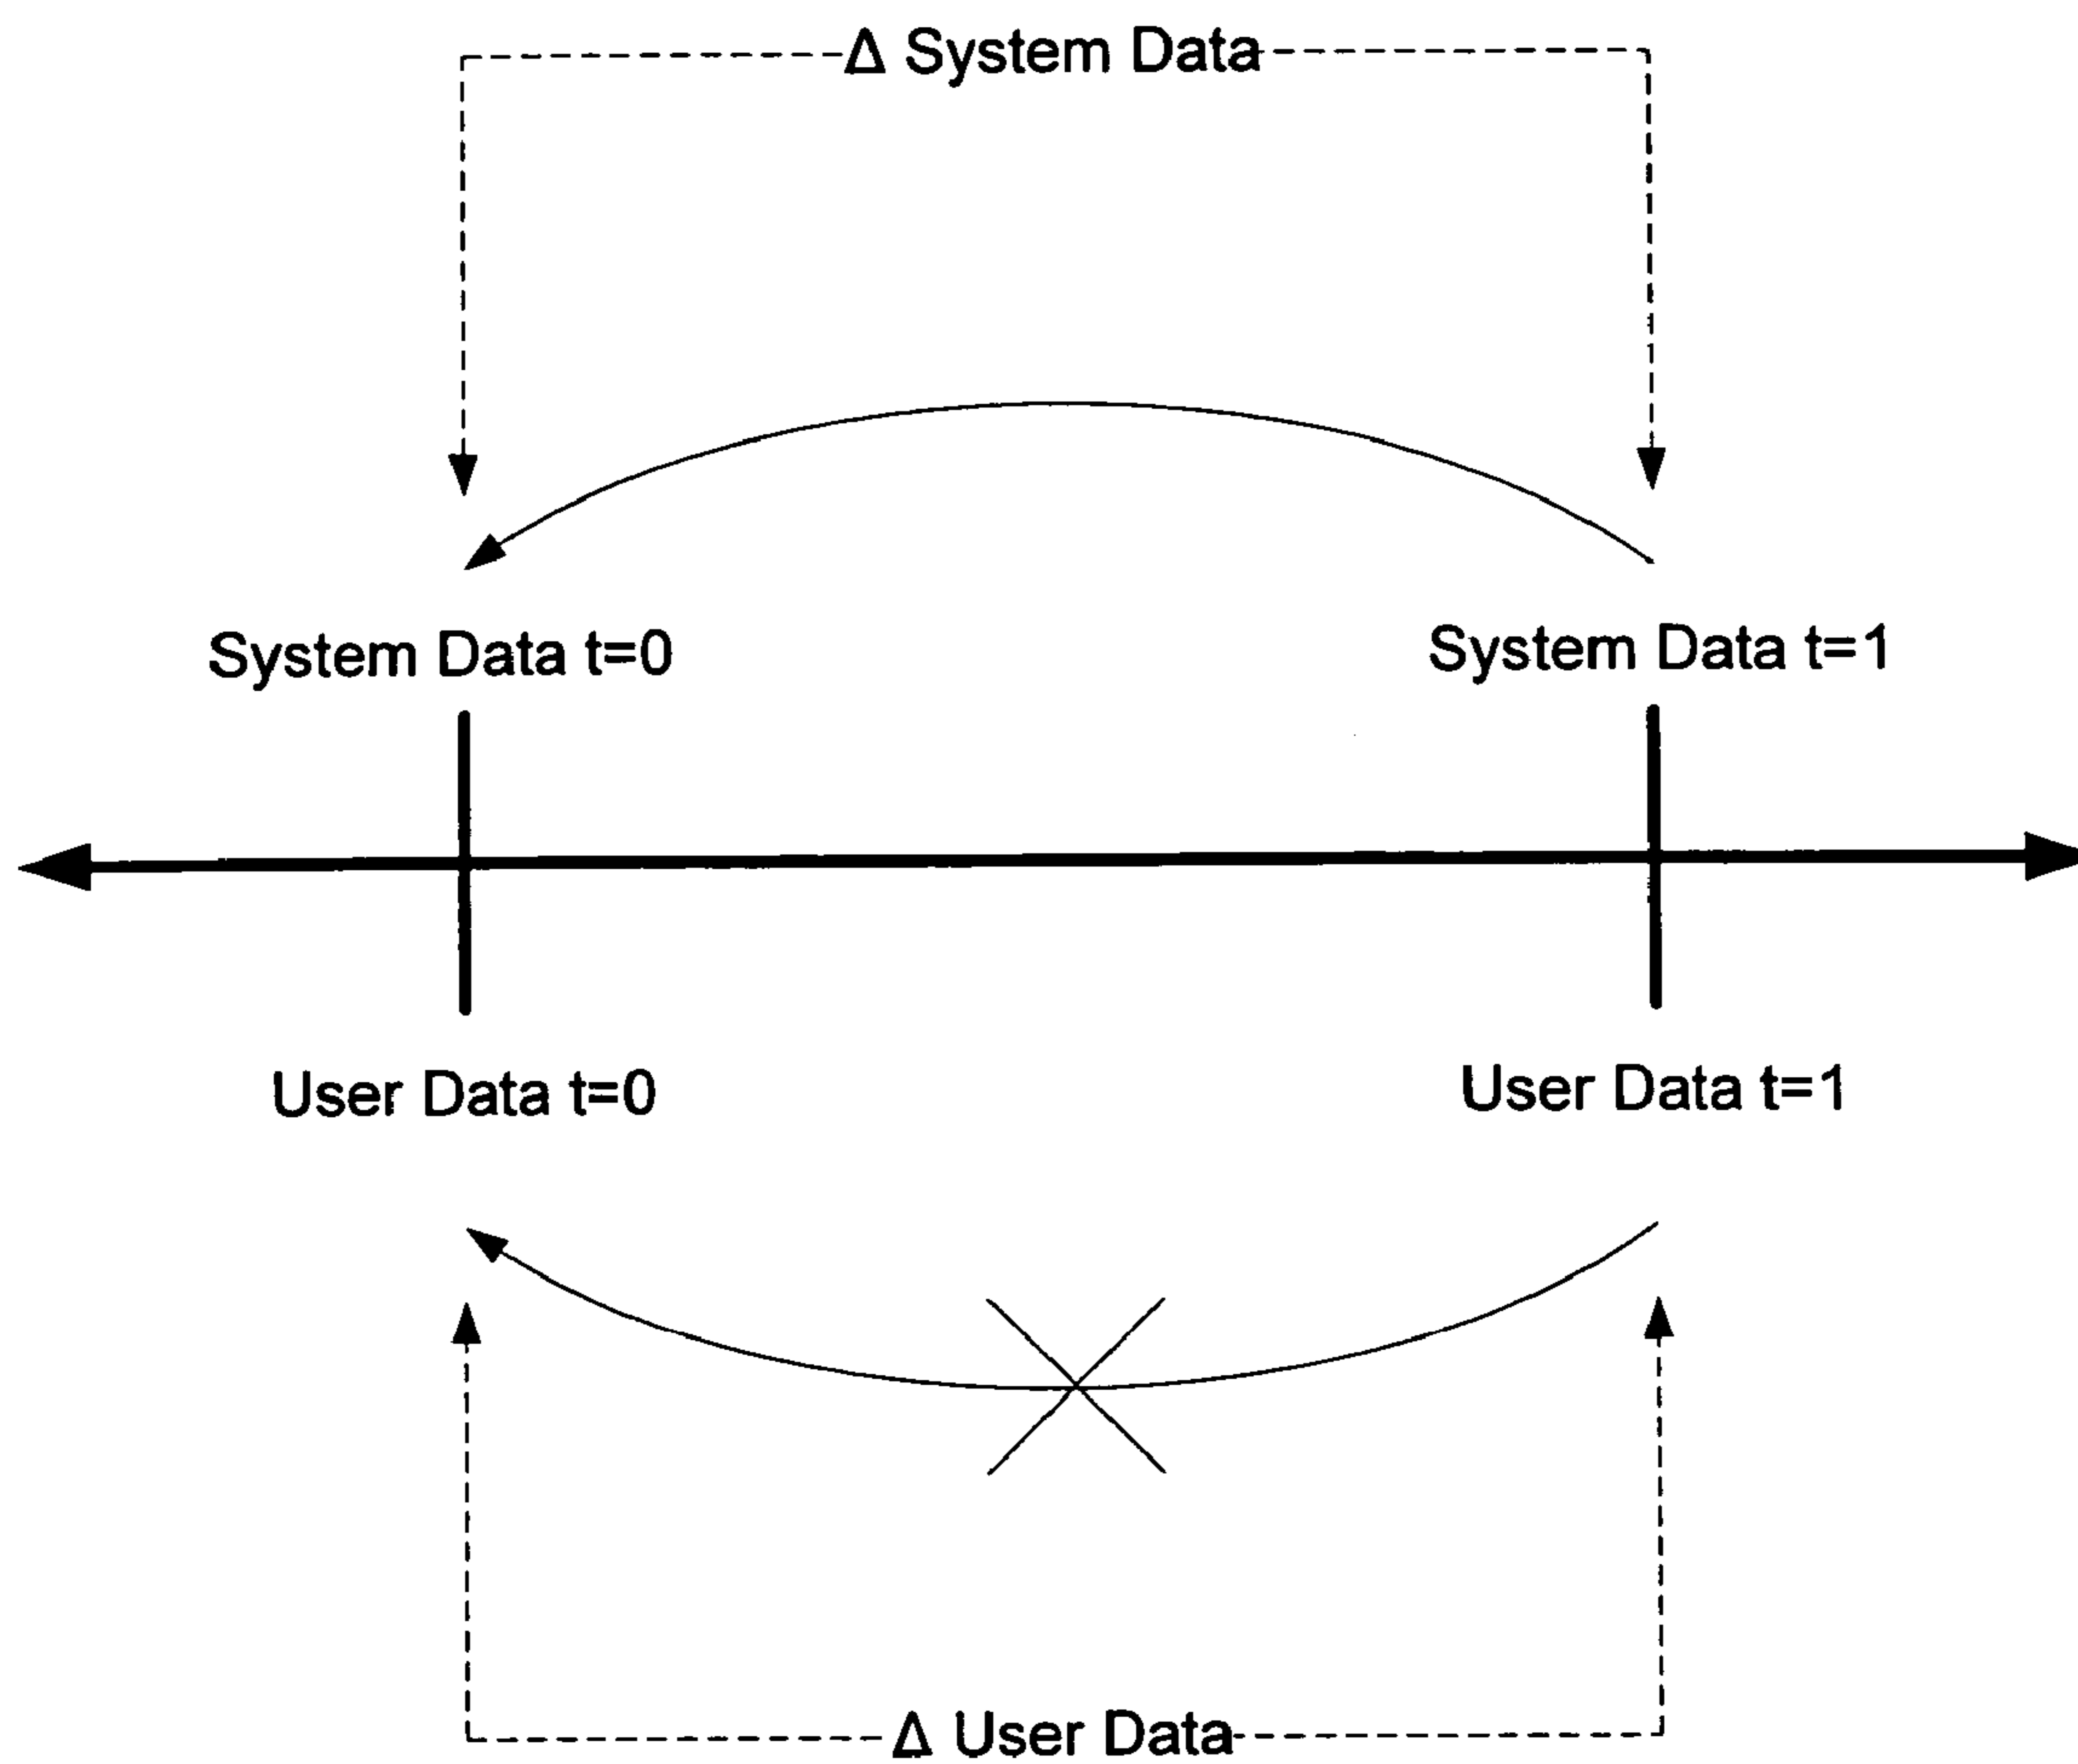 Δ System Data
System Data t=0
System Data t=1
User Data t=0
User Data t=1
Δ User Data